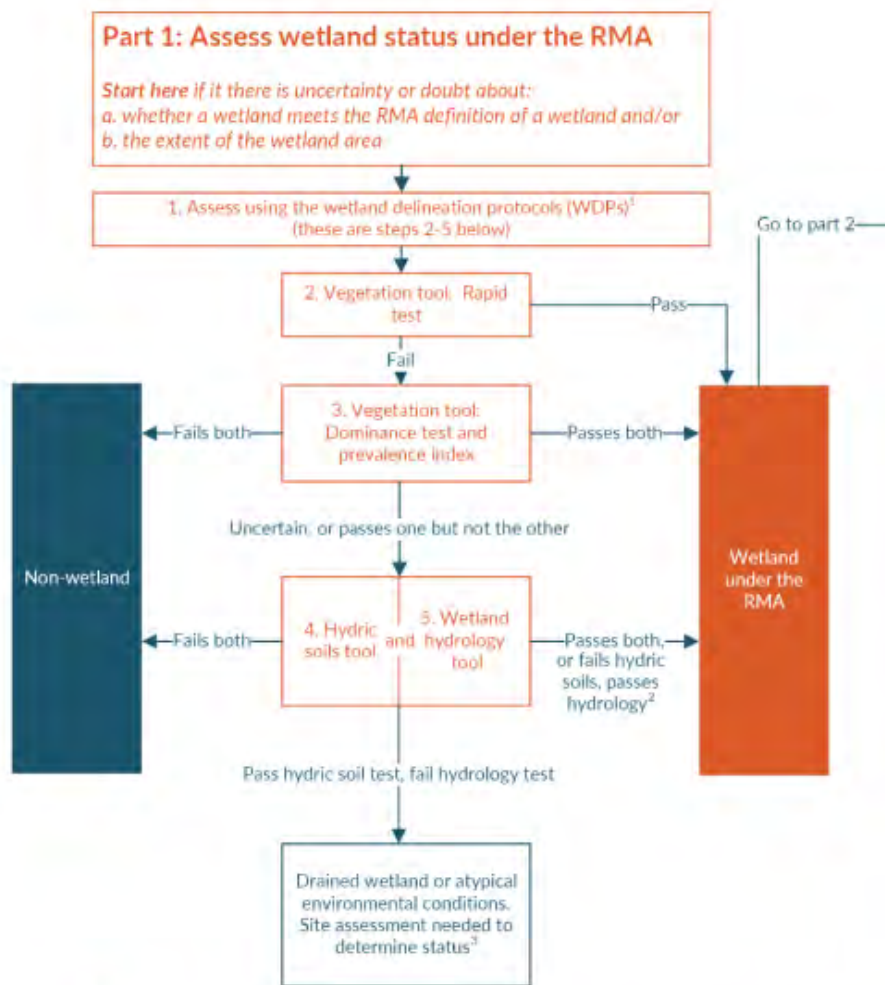 Part 1: Assess wetland status under the RMA
Start here if it there is uncertainty or doubt about:
a. whether a wetland meets the RMA definition of a wetland and/or
b. the extent of the wetland area
1. Assess using the wetland delineation protocols (WDPs)¹
(these are steps 2-5 below)
Go to part 2
2. Vegetation tool: Rapid
test
Pass
Fail
3. Vegetation tool:
Dominance test and
prevalence index
Fails both
Passes both
Uncertain, or passes one but not the other
Non-wetland
Wetland
under the
RMA
4. Hydric
soils tool
and
5. Wetland
hydrology
tool
Fails both
Passes both,
or fails hydric
soils, passes
hydrology²
Pass hydric soil test, fail hydrology test
Drained wetland or atypical
environmental conditions.
Site assessment needed to
determine status³